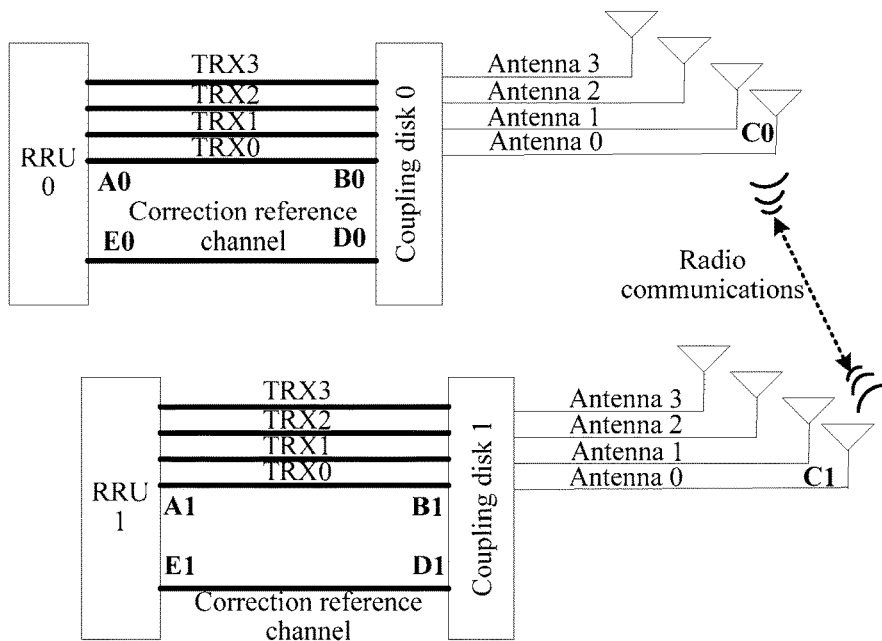 TRX3
TRX2
TRX1
TRX0
RRU
0
A0
B0
Correction reference
channel
E0
D0
Coupling disk 0
Antenna 3
Antenna 2
Antenna 1
Antenna 0
C0
Radio
communications
TRX3
TRX2
TRX1
TRX0
RRU
1
A1
B1
E1
D1
Correction reference
channel
Coupling disk 1
Antenna 3
Antenna 2
Antenna 1
Antenna 0
C1